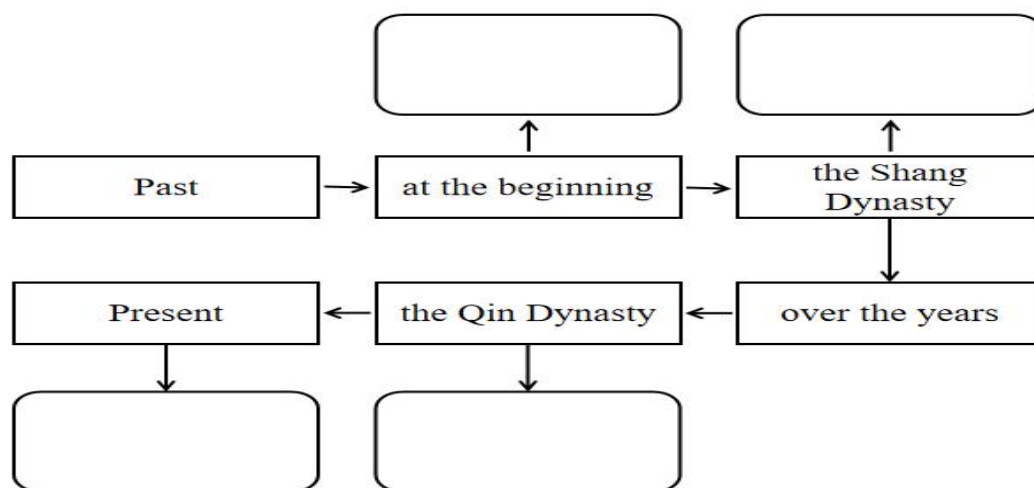 Past
at the beginning
the Shang
Dynasty
Present
the Qin Dynasty
over the years